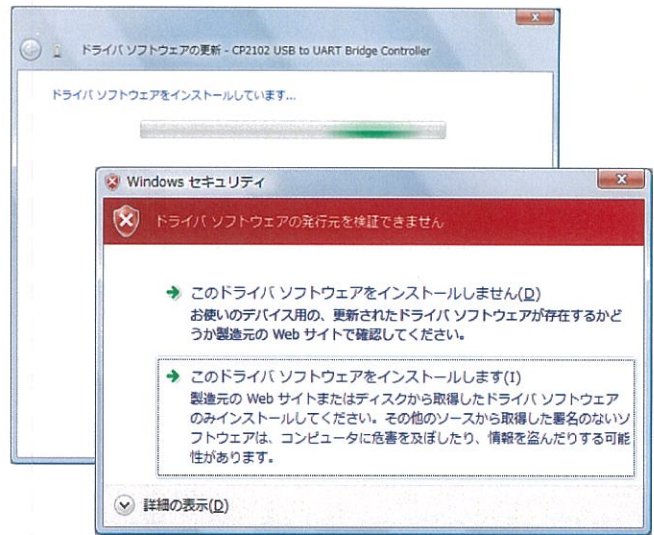 ドライバ ソフトウェアの更新 - CP2102 USB to UART Bridge Controller
ドライバ ソフトウェアをインストールしています...
Windows セキュリティ
ドライバ ソフトウェアの発行元を検証できません
このドライバ ソフトウェアをインストールしません(D)
お使いのデバイス用の、更新されたドライバ ソフトウェアが存在するかど
うか製造元の Web サイトで確認してください。
このドライバ ソフトウェアをインストールします(I)
製造元の Web サイトまたはディスクから取得したドライバ ソフトウェア
のみインストールしてください。その他のソースから取得した署名のないソ
フトウェアは、コンピュータに危害を及ぼしたり、情報を盗んだりする可能
性があります。
詳細の表示(D)